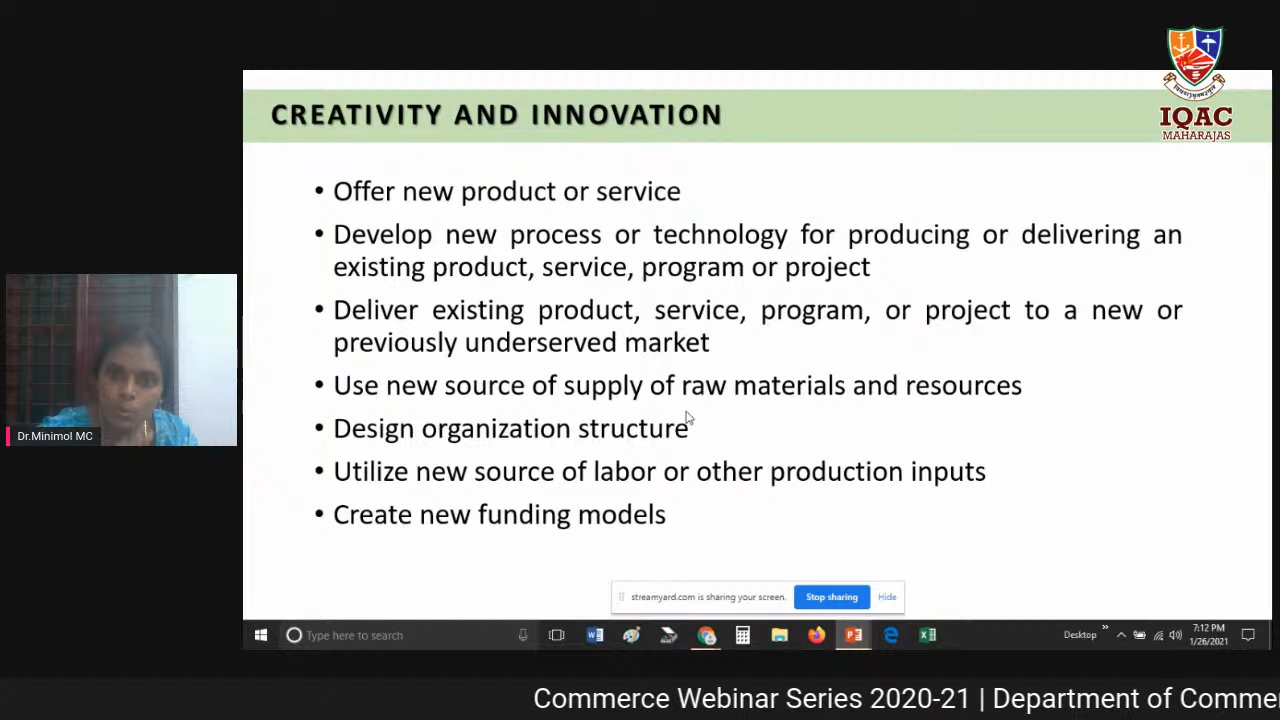 CREATIVITY AND INNOVATION
IQAC
MAHARAJAS
• Offer new product or service
• Develop new process or technology for producing or delivering an
existing product, service, program or project
• Deliver existing product, service, program, or project to a new or
previously underserved market
• Use new source of supply of raw materials and resources
• Design organization structure
• Utilize new source of labor or other production inputs
• Create new funding models
Dr.Minimol MC
streamyard.com is sharing your screen.
Stop sharing
Hide
Type here to search
Desktop
7:12 PM
1/26/2021
Commerce Webinar Series 2020-21 | Department of Comme